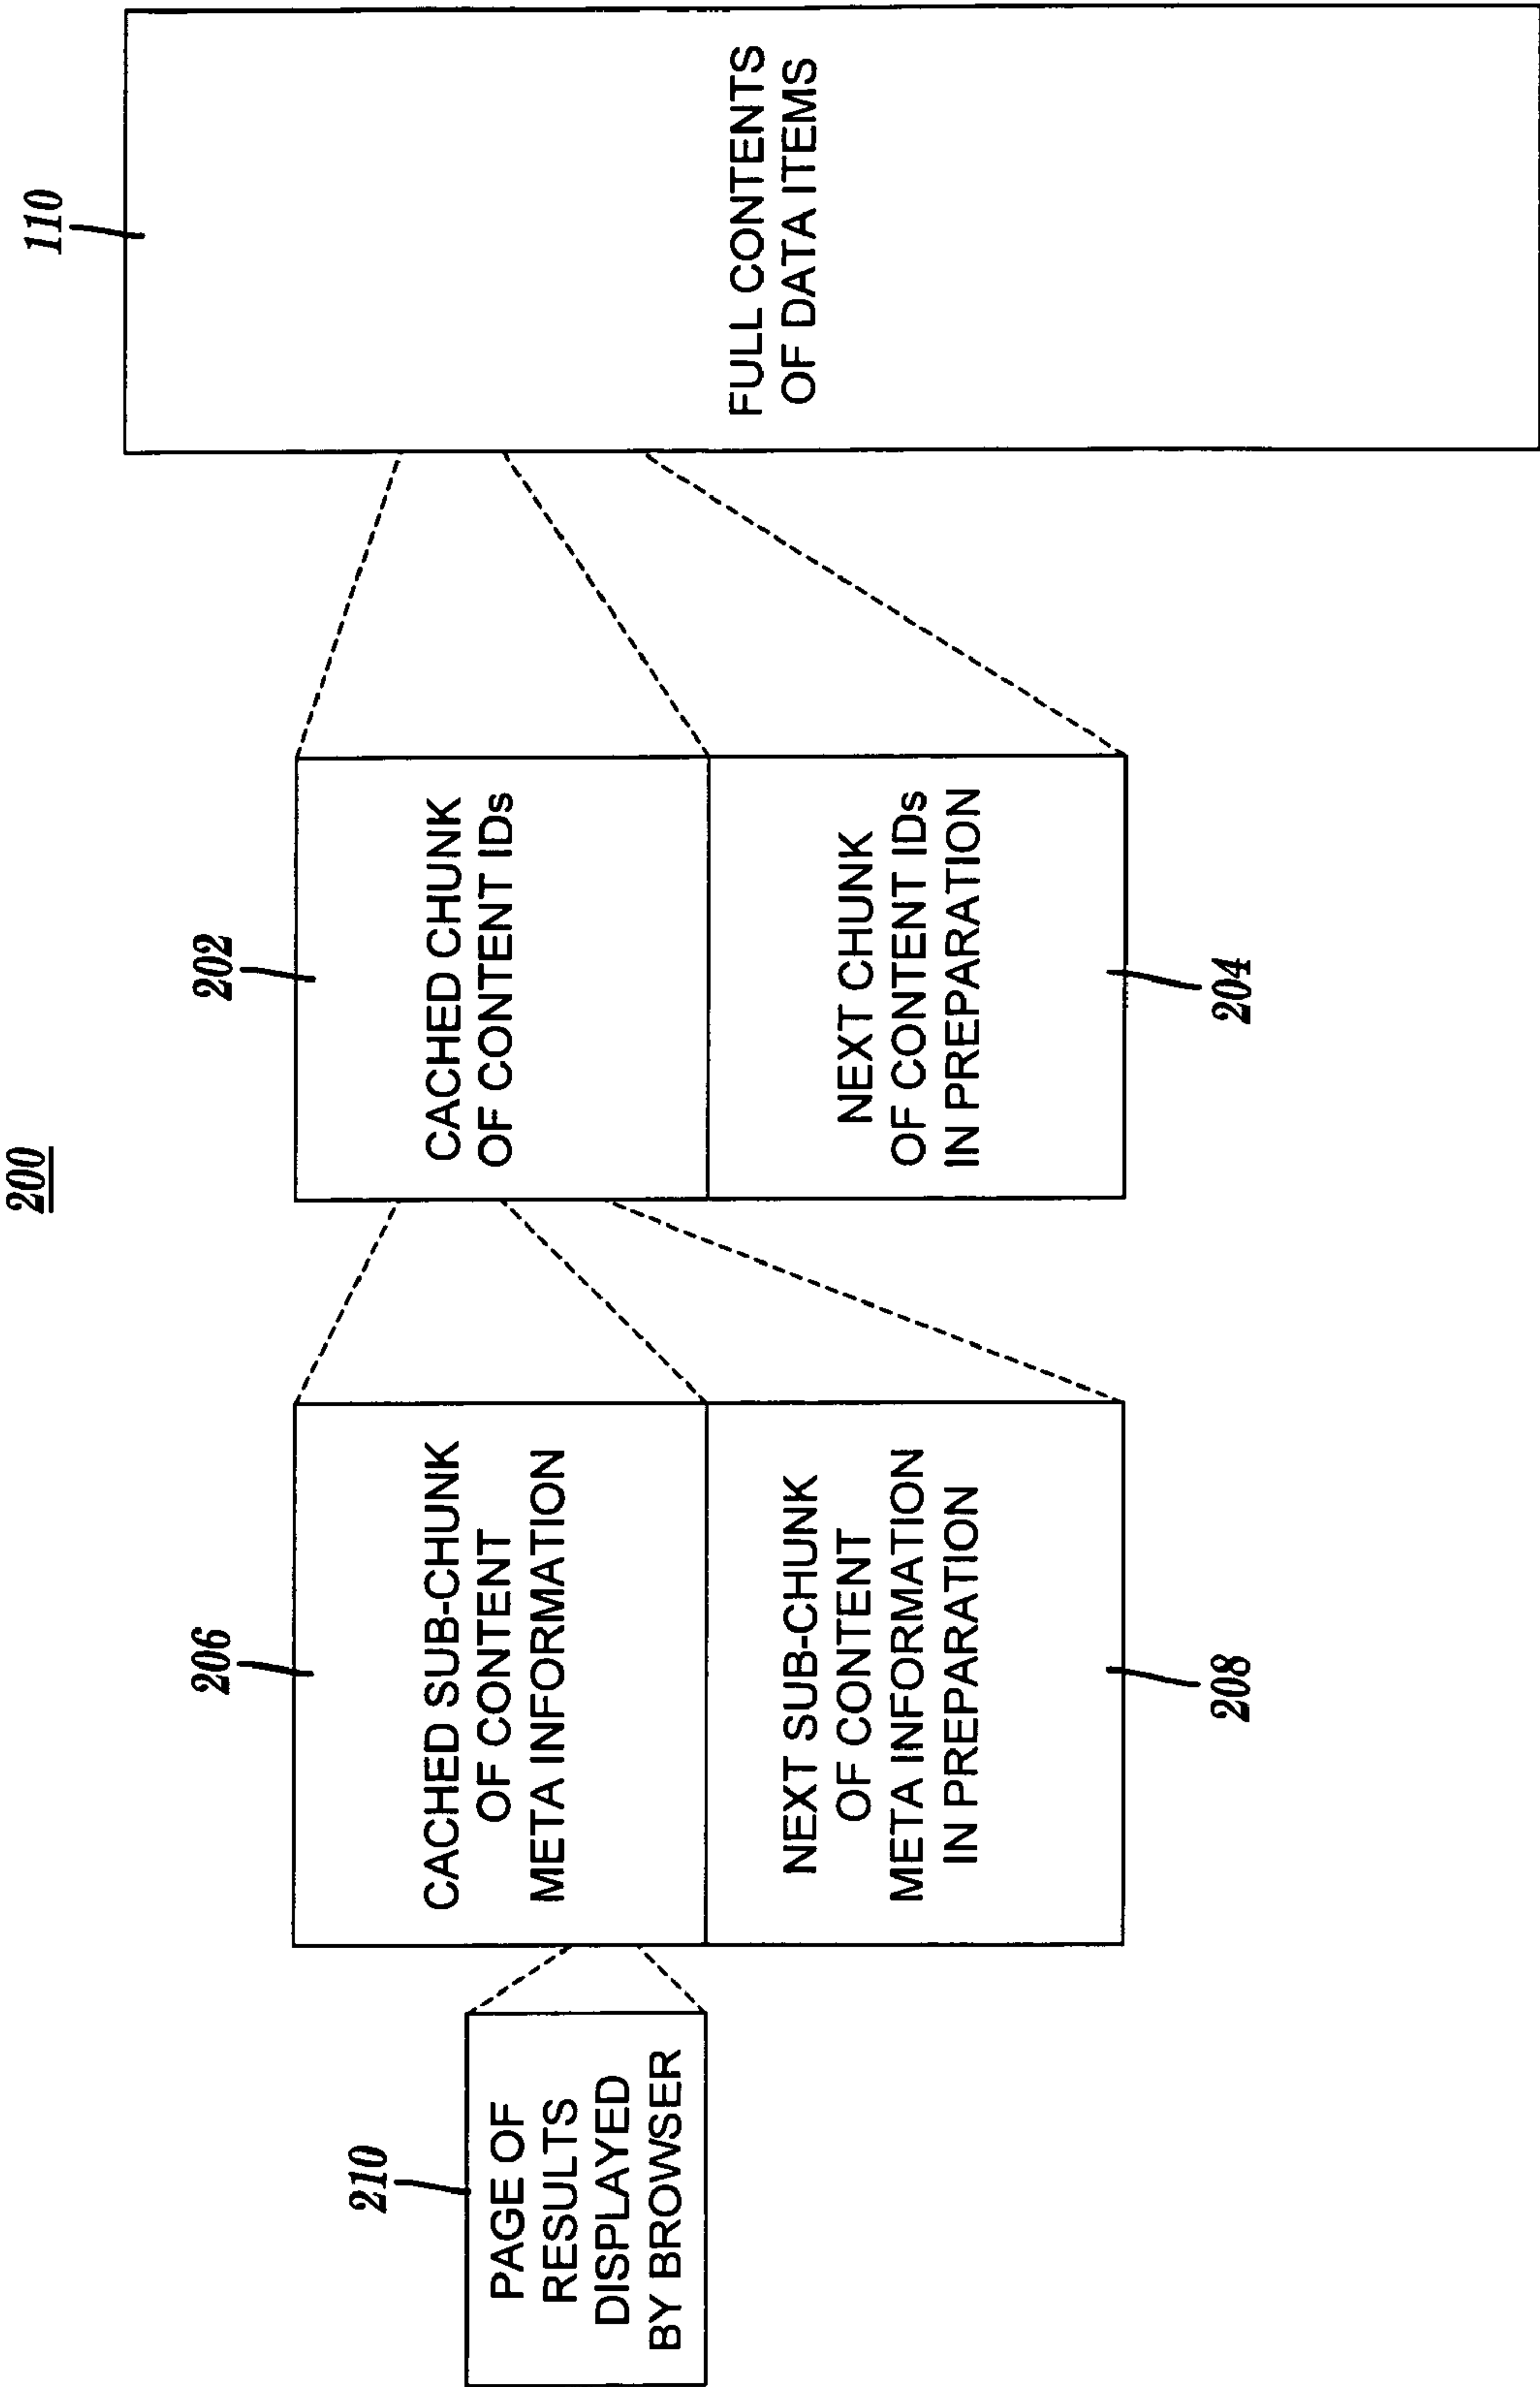 200
110
FULL CONTENTS
OF DATA ITEMS
202
CACHED CHUNK
OF CONTENT IDs
NEXT CHUNK
OF CONTENT IDs
IN PREPARATION
204
206
CACHED SUB-CHUNK
OF CONTENT
META INFORMATION
NEXT SUB-CHUNK
OF CONTENT
META INFORMATION
IN PREPARATION
208
210
PAGE OF
RESULTS
DISPLAYED
BY BROWSER